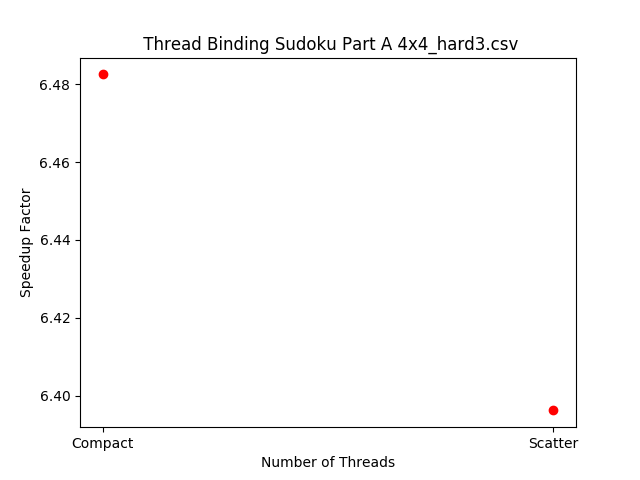 Thread Binding Sudoku Part A 4x4_hard3.csv
6.48
6.46
6.44
6.42
6.40
Speedup Factor
Compact
Scatter
Number of Threads